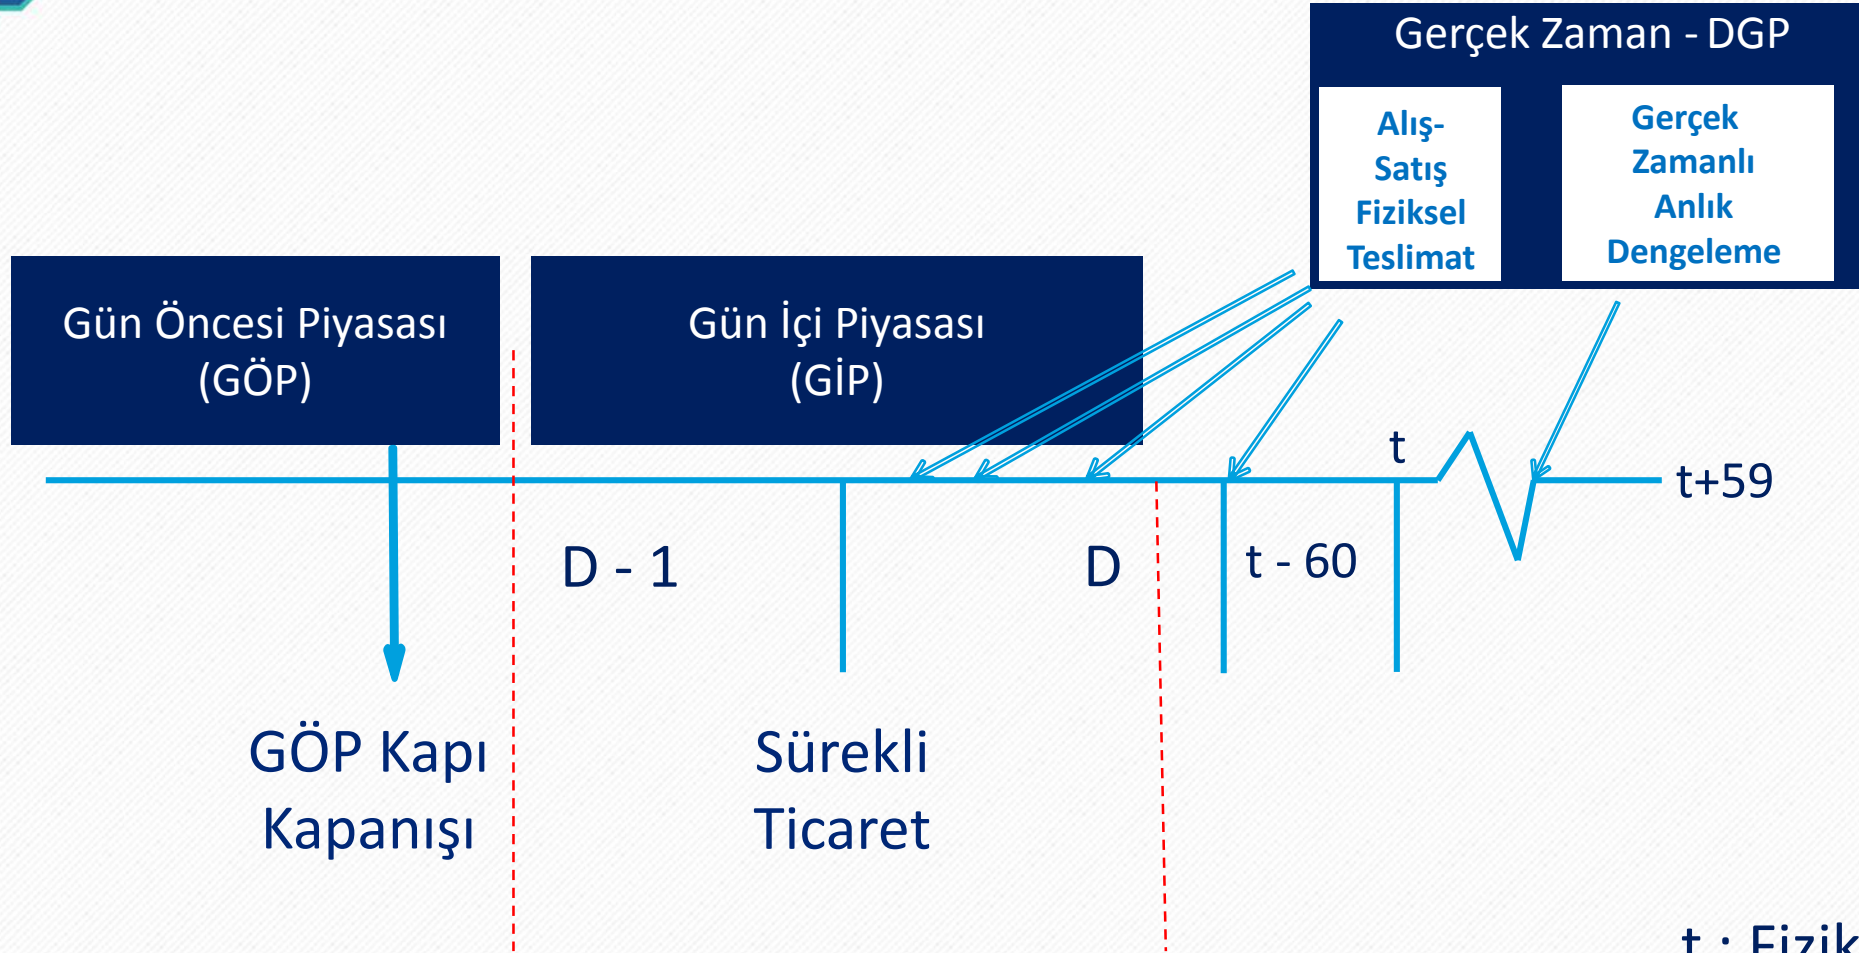 Gerçek Zaman - DGP
Alış-
Satış
Fiziksel
Teslimat
Gerçek
Zamanlı
Anlık
Dengeleme
Gün Öncesi Piyasası
(GÖP)
Gün İçi Piyasası
(GİP)
t
t+59
D - 1
D
t - 60
GÖP Kapı
Kapanışı
Sürekli
Ticaret
t :